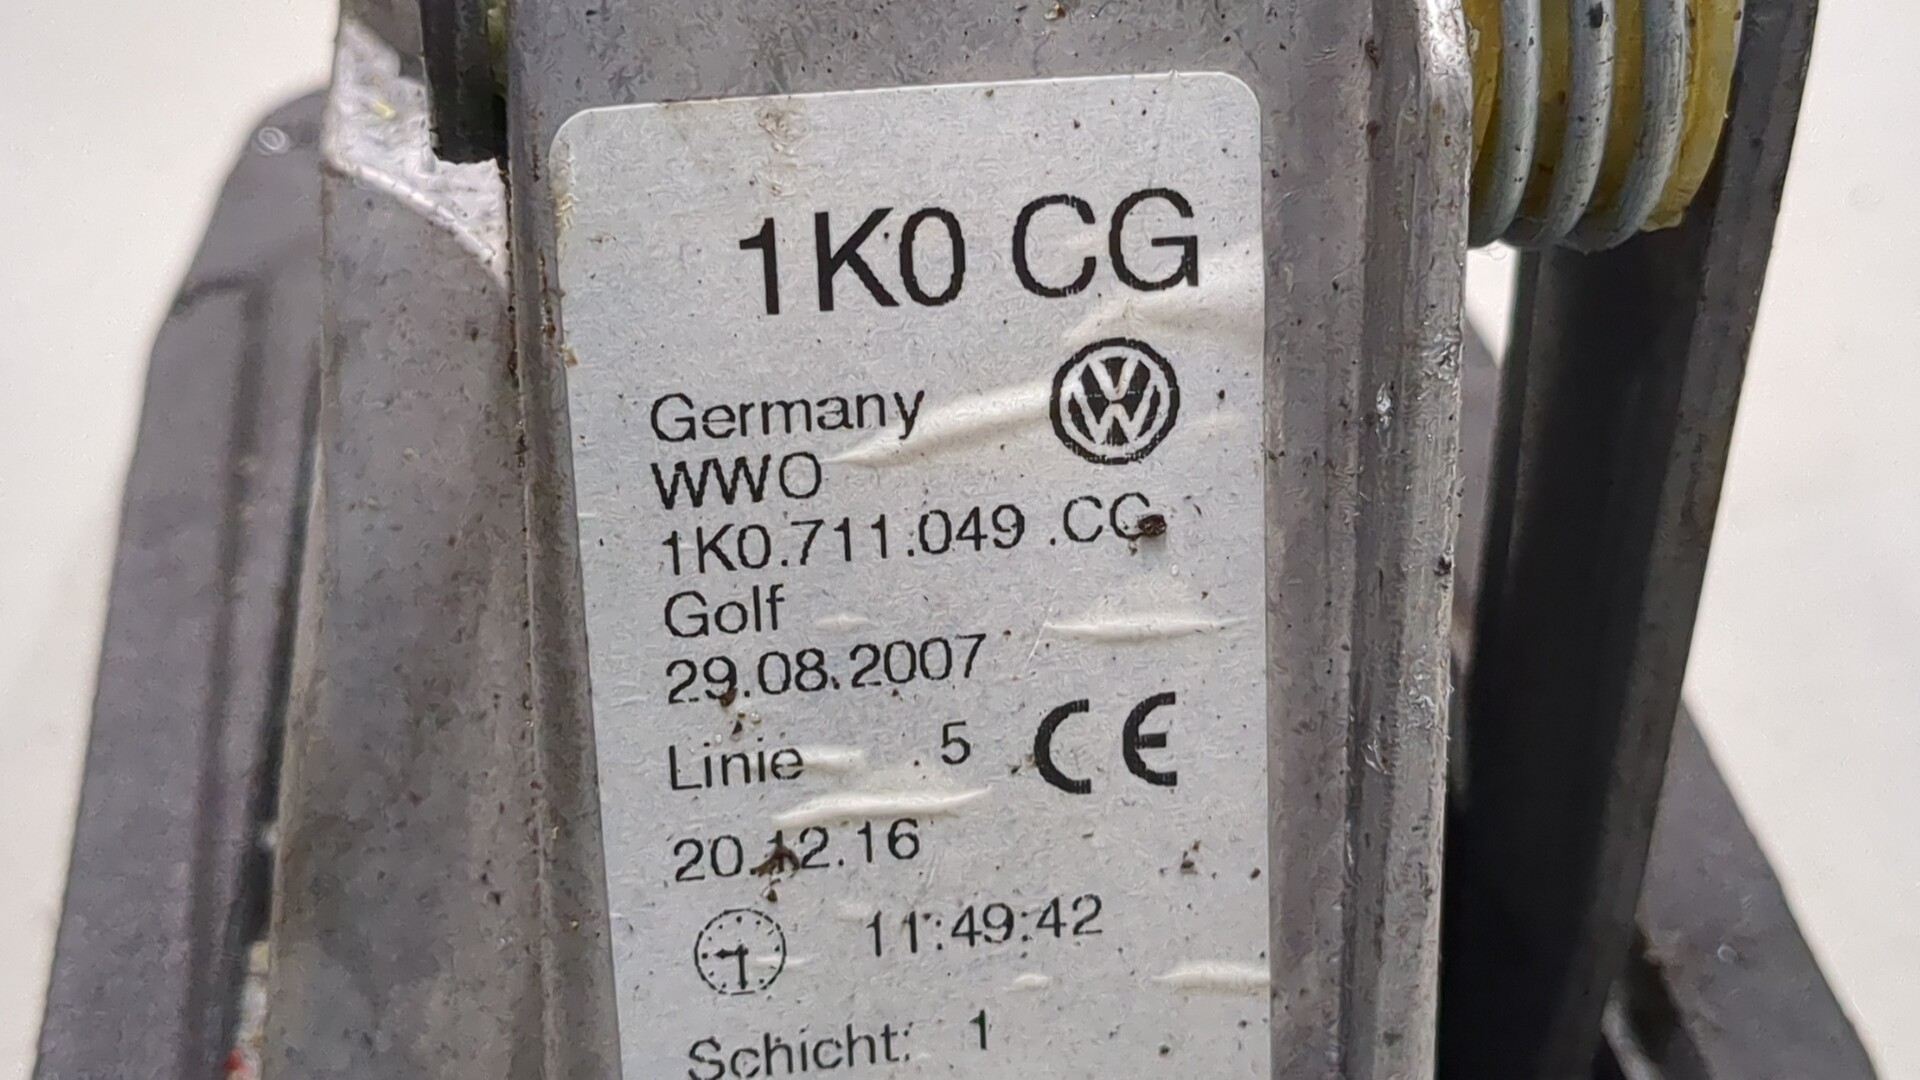 1K0 CG
Germany
WWO
1K0.711.049 .CG
Golf
29.08.2007
Linie .5 CE
20.12.16
11:49:42
Schicht: 1